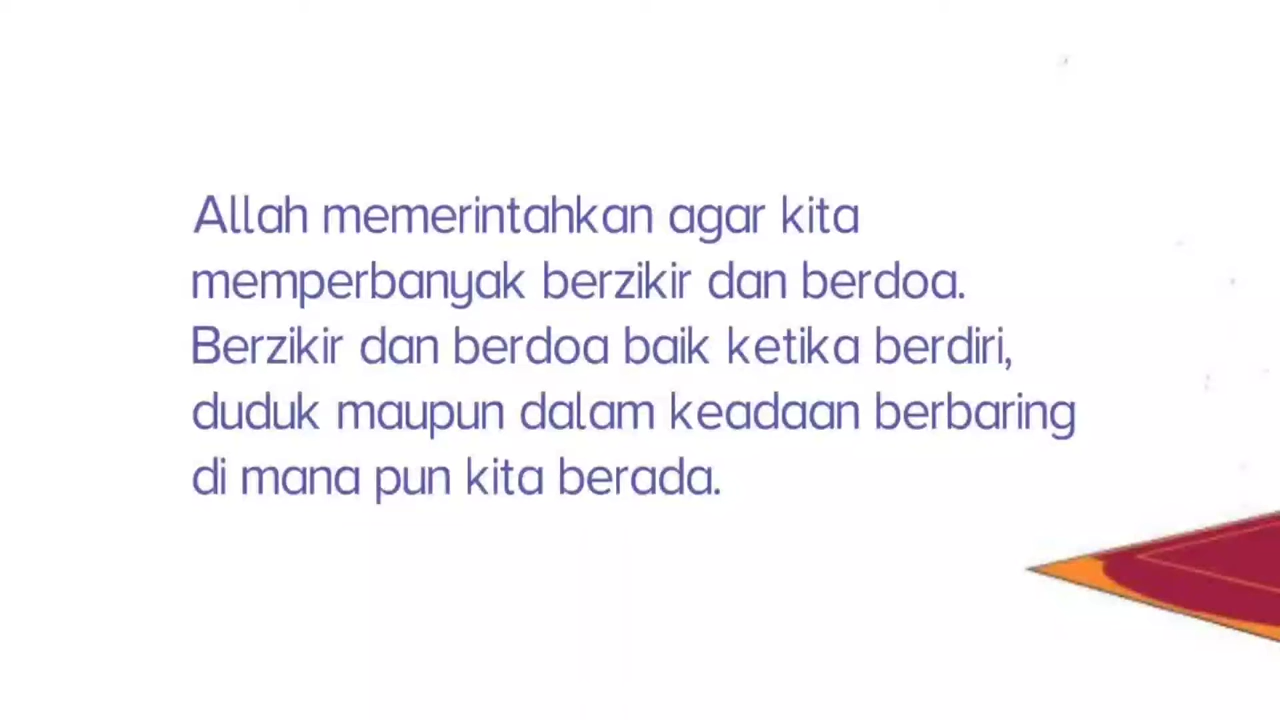 Allah memerintahkan agar kita
memperbanyak berzikir dan berdoa.
Berzikir dan berdoa baik ketika berdiri,
duduk maupun dalam keadaan berbaring
di mana pun kita berada.